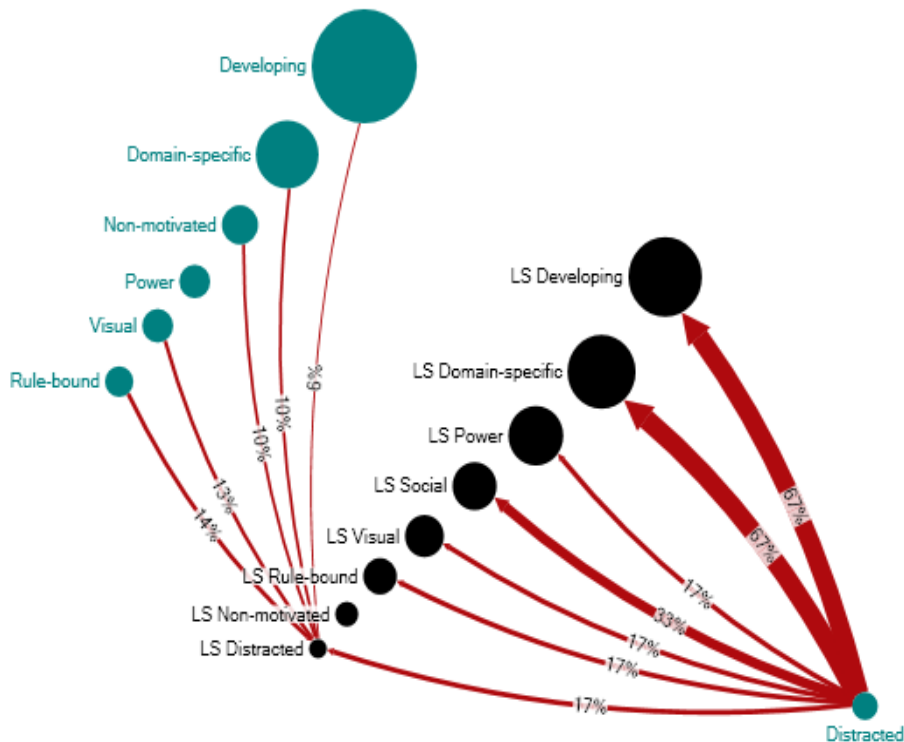 Developing
Domain-specific
Non-motivated
Power
Visual
Rule-bound
LS Developing
LS Domain-specific
LS Power
LS Social
LS Visual
LS Rule-bound
LS Non-motivated
LS Distracted
Distracted
9%
10%
10%
13%
14%
67%
67%
17%
33%
17%
17%
17%